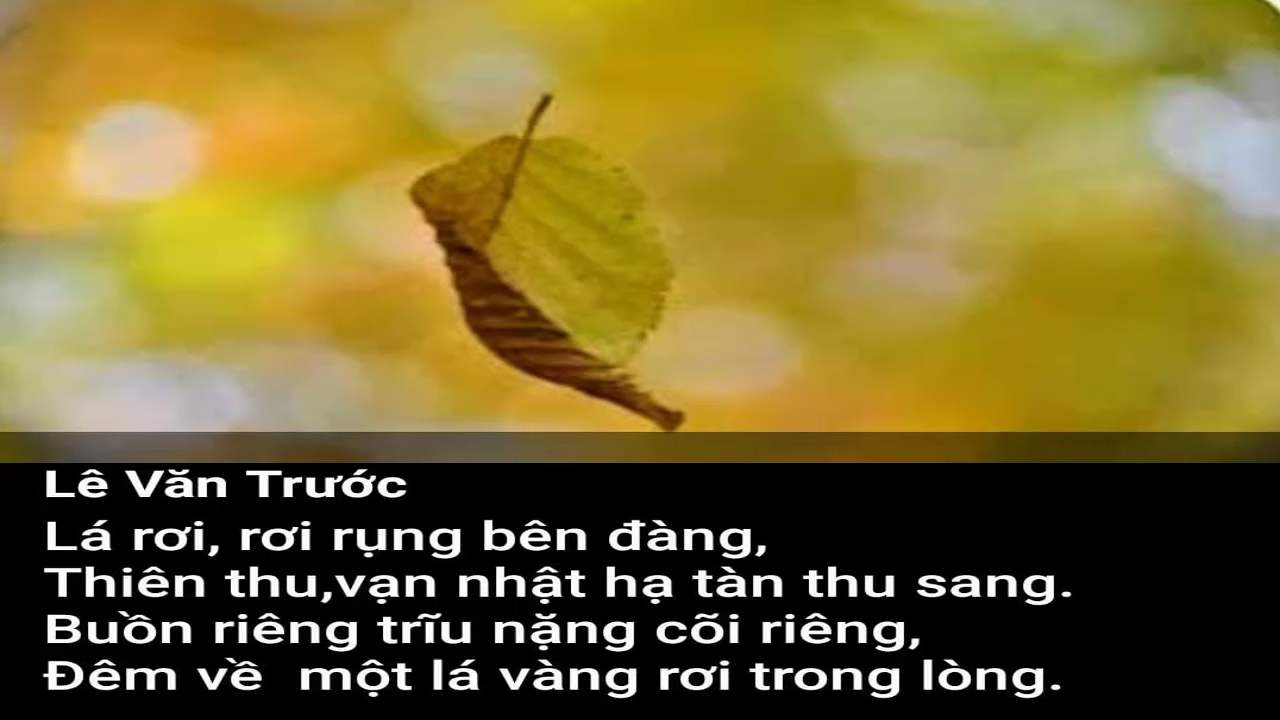 Lê Văn Trước
Lá rơi, rơi rụng bên đàng,
Thiên thu,vạn nhật hạ tàn thu sang.
Buồn riêng trĩu nặng cõi riêng,
Đêm về  một lá vàng rơi trong lòng.